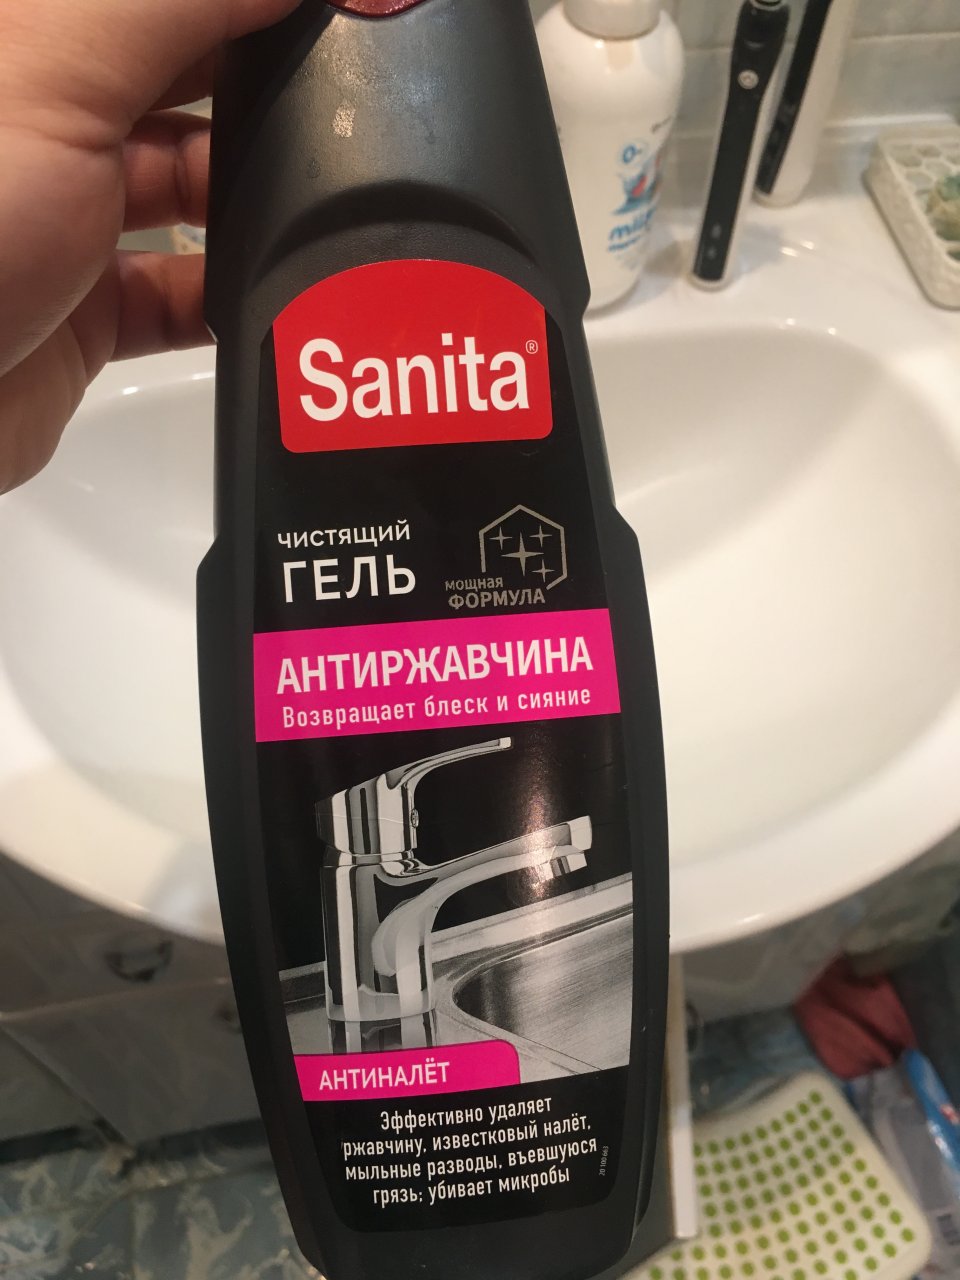 Sanita®
чистящий
ГЕЛЬ
мощная
ФОРМУЛА
АНТИРЖАВЧИНА
Возвращает блеск и сияние
АНТИНАЛЁТ
Эффективно удаляет
ржавчину, известковый налёт,
мыльные разводы, въевшуюся
грязь; убивает микробы
0+